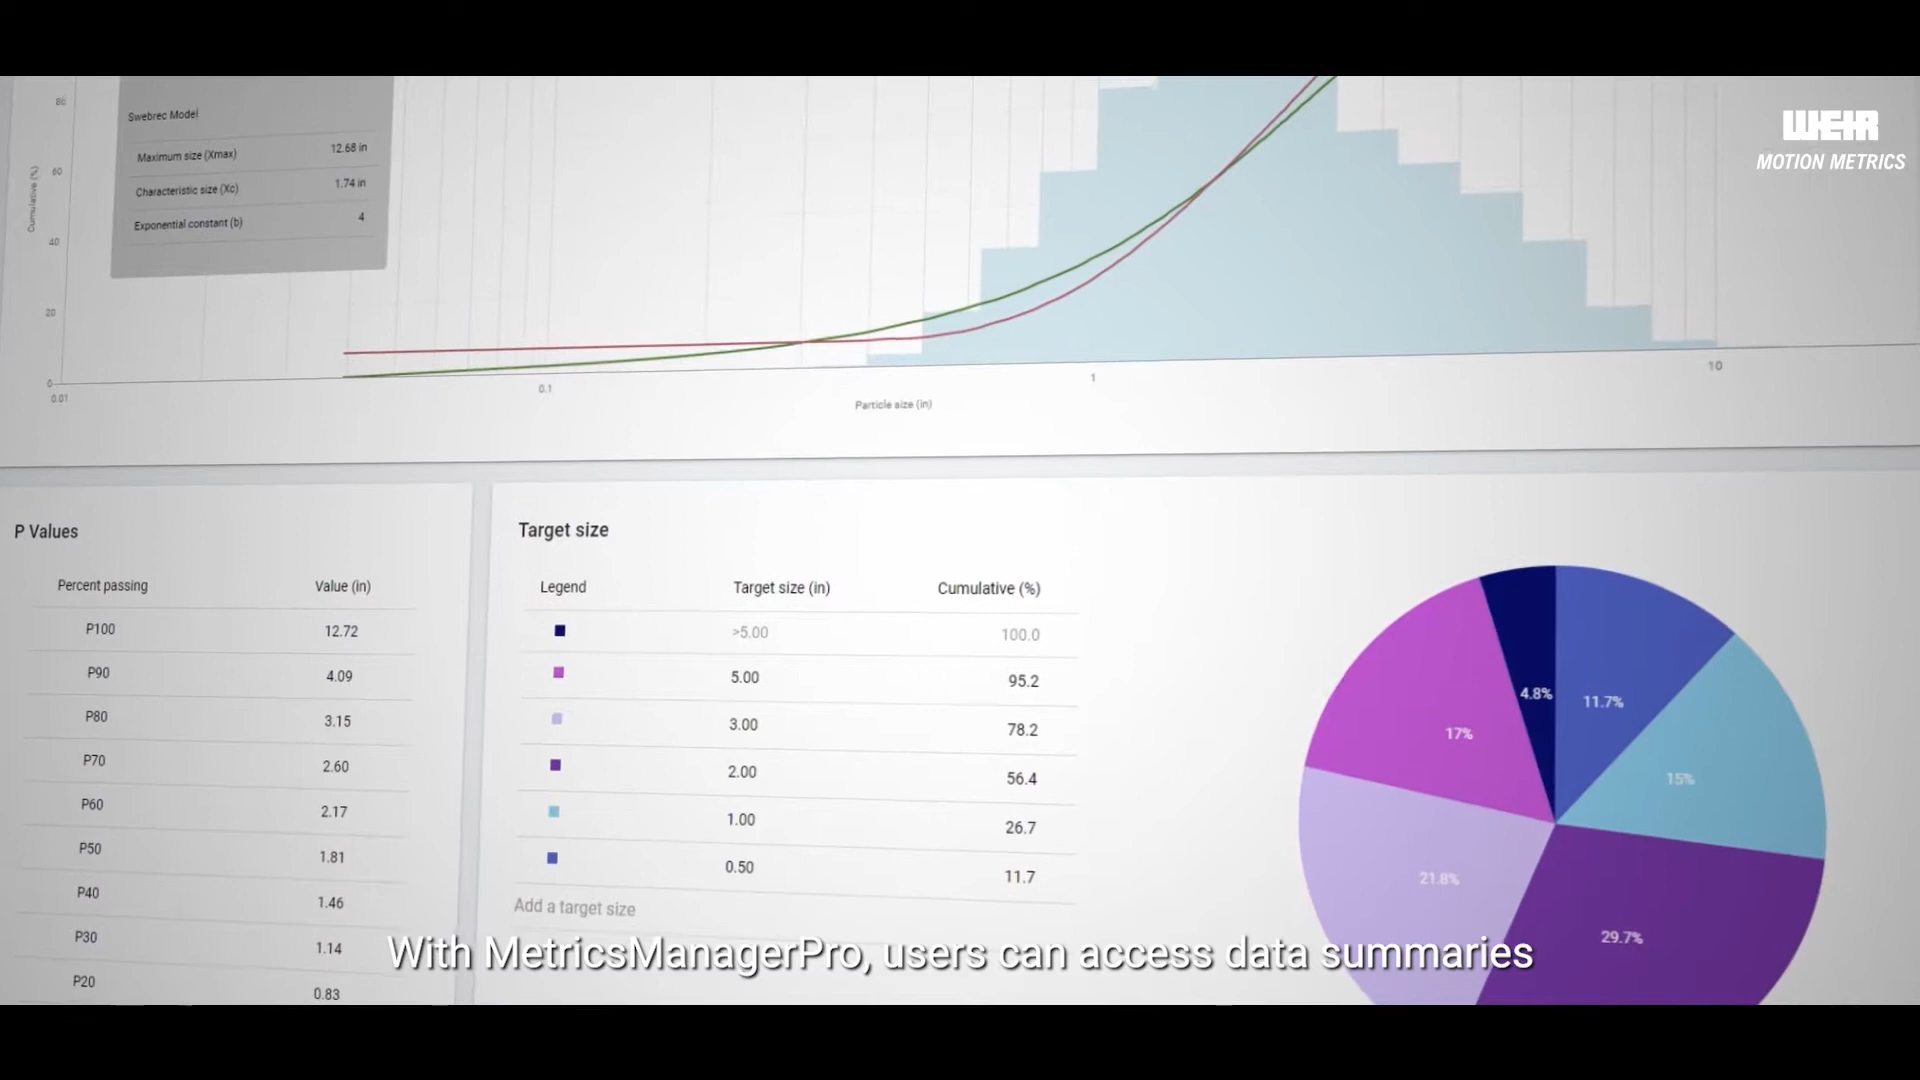 WEIR
MOTION METRICS
Swebrec Model
Maximum size (Xmax) 12.68 in
Characteristic size (Xc) 1.74 in
Exponential constant (b) 4
Cumulative (%)
80
60
40
20
0
0.01 0.1 1 10
Particle size (in)
P Values
Percent passing Value (in)
P100 12.72
P90 4.09
P80 3.15
P70 2.60
P60 2.17
P50 1.81
P40 1.46
P30 1.14
P20 0.83
Target size
Legend Target size (in) Cumulative (%)
>5.00 100.0
5.00 95.2
3.00 78.2
2.00 56.4
1.00 26.7
0.50 11.7
Add a target size
4.8%
11.7%
17%
15%
21.8%
29.7%
With MetricsManagerPro, users can access data summaries